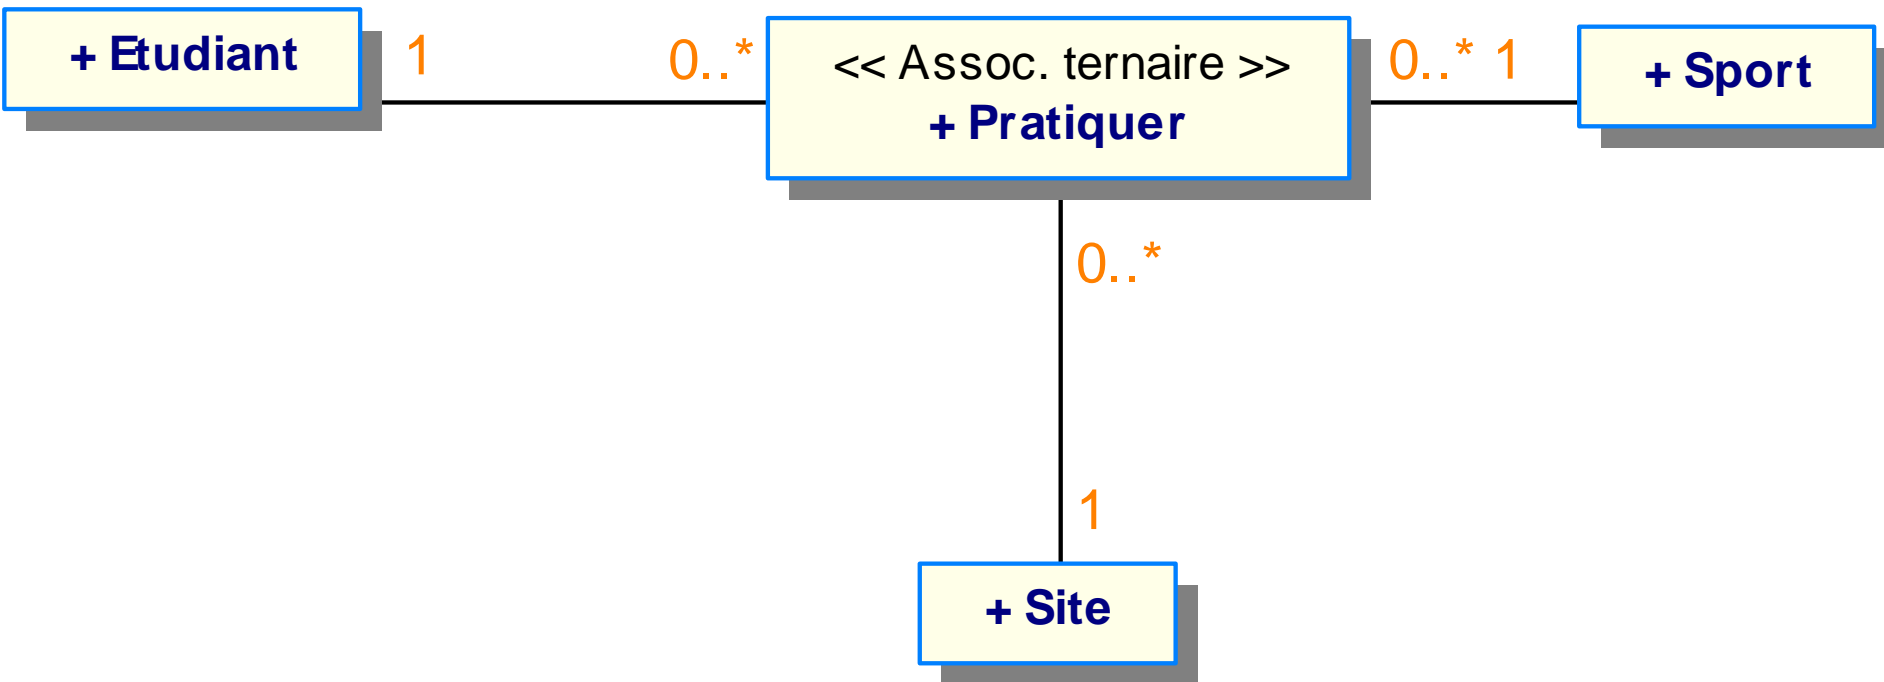 + Etudiant
1
0..*
<< Assoc. ternaire >>
+ Pratiquer
0..* 1
+ Sport
0..*
1
+ Site